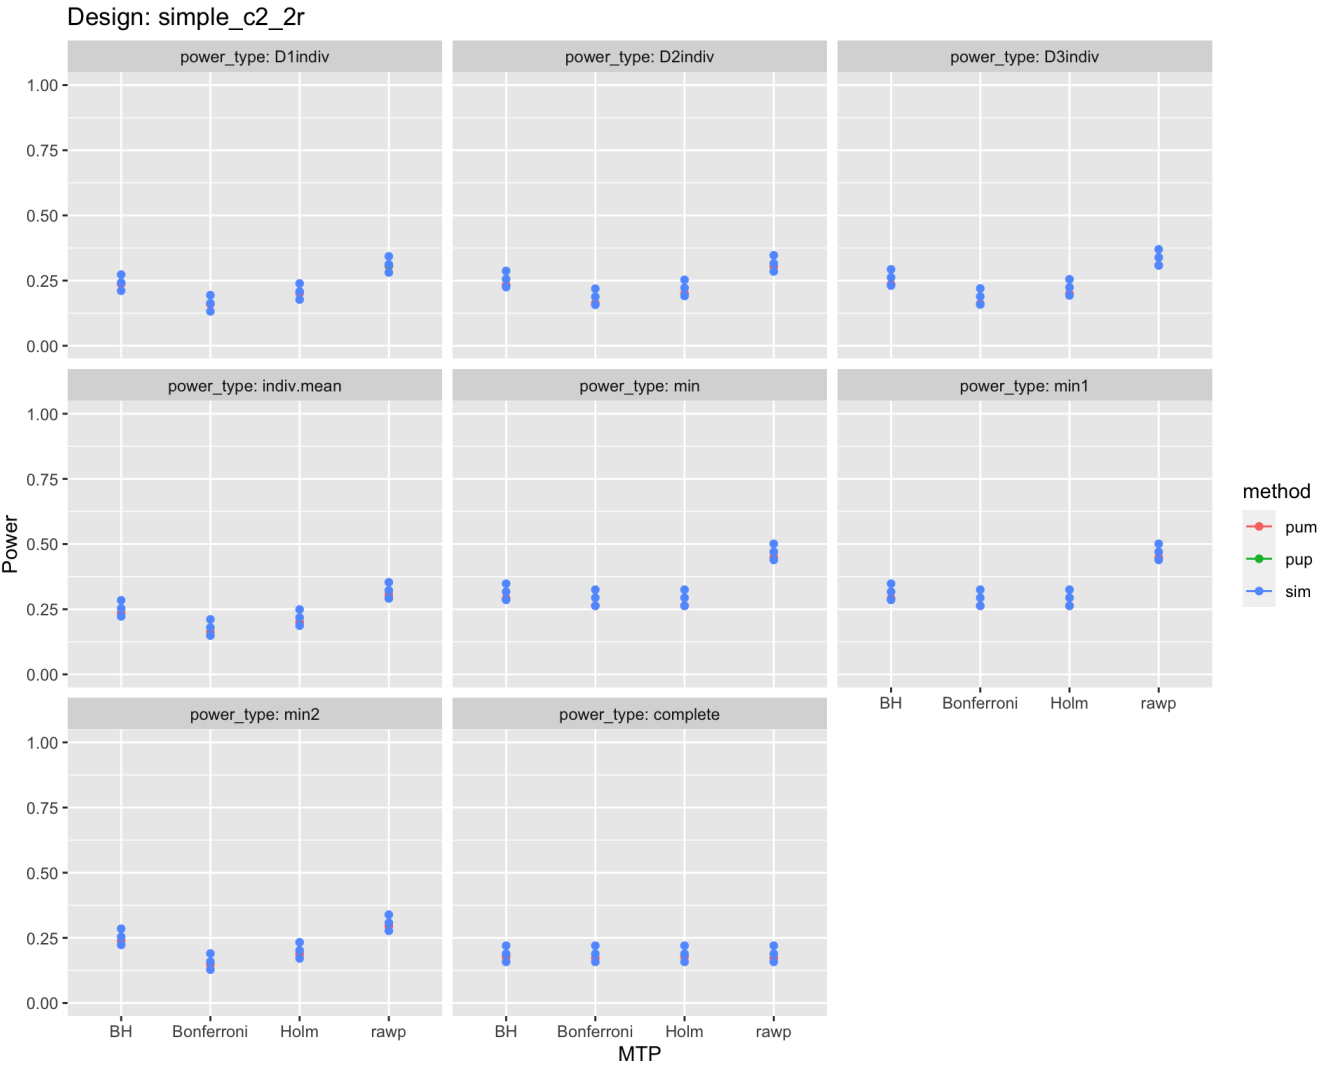 Design: simple_c2_2r
power_type: D1indiv
power_type: D2indiv
power_type: D3indiv
1.00
0.75
0.50
0.25
0.00
power_type: indiv.mean
power_type: min
power_type: min1
1.00
0.75
0.50
0.25
0.00
BH
Bonferroni
Holm
rawp
power_type: min2
power_type: complete
1.00
0.75
0.50
0.25
0.00
BH
Bonferroni
Holm
rawp
BH
Bonferroni
Holm
rawp
MTP
Power
method
pum
pup
sim